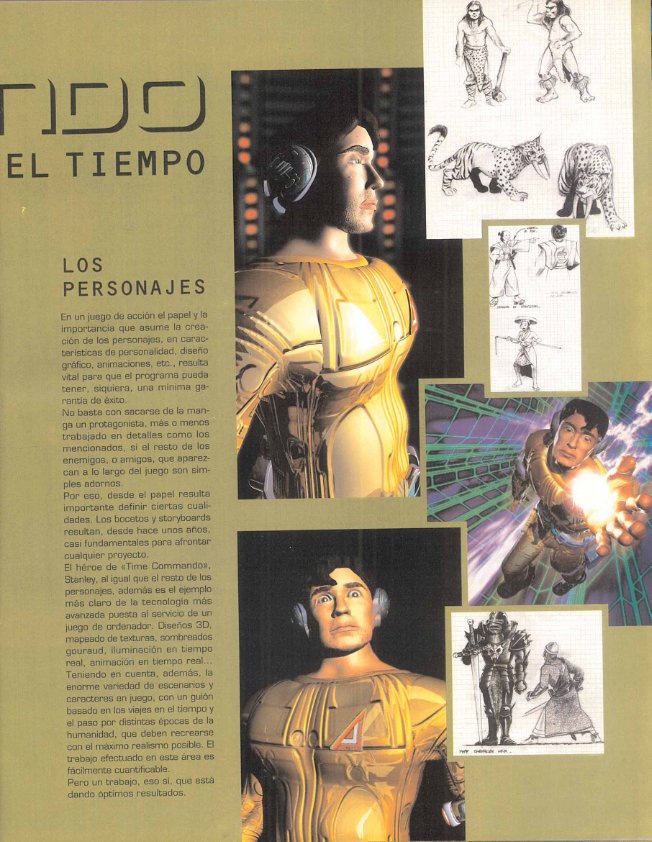 NDO
EL TIEMPO
LOS
PERSONAJES
En un juego de acción el papel y la
importancia que asume la crea-
ción de los personajes, en carac-
terísticas de personalidad, diseño
gráfico, animaciones, etc., resulta
vital para que el programa pueda
tener, siquiera, una mínima ga-
rantía de éxito.
No basta con sacarse de la man-
ga un protagonista, más o menos
trabajado en detalles como los
mencionados, si el resto de los
enemigos, o amigos, que aparez-
can a lo largo del juego son sim-
ples adornos.
Por eso, desde el papel resulta
importante definir ciertas cuali-
dades. Los bocetos y storyboards
resultan, desde hace unos años,
casi fundamentales para afrontar
cualquier proyecto.
El héroe de «Time Commando»,
Stanley, al igual que el resto de los
personajes, además es el ejemplo
más claro de la tecnología más
avanzada puesta al servicio de un
juego de ordenador. Diseños 3D,
mapeado de texturas, sombreados
gouraud, iluminación en tiempo
real, animación en tiempo real...
Teniendo en cuenta, además, la
enorme variedad de escenarios y
caracteres en juego, con un guión
basado en los viajes en el tiempo y
el paso por distintas épocas de la
humanidad, que deben recrearse
con el máximo realismo posible. El
trabajo efectuado en este área es
fácilmente cuantificable.
Pero un trabajo, eso sí, que está
dando óptimos resultados.